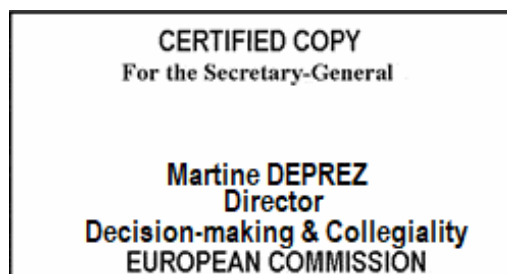 CERTIFIED COPY
For the Secretary-General
Martine DEPREZ
Director
Decision-making & Collegiality
EUROPEAN COMMISSION